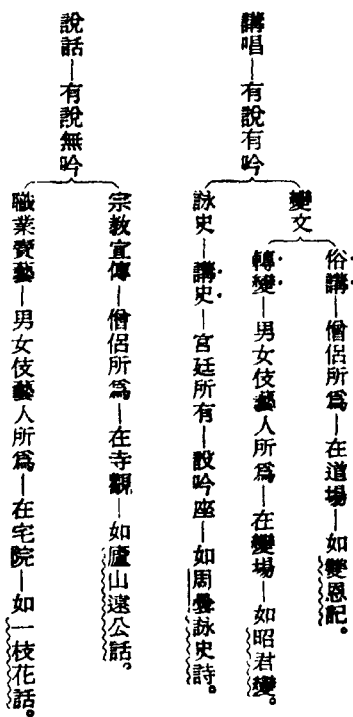 講唱—有說有吟
變文
俗講—僧侶所爲—在道場—如雙恩記。
轉變—男女伎藝人所爲—在變場—如昭君變。
詠史—講史—宮廷所有—設吟座—如周曇詠史詩。
說話—有說無吟
宗教宣傳—僧侶所爲—在寺觀—如廬山遠公話。
職業賣藝—男女伎藝人所爲—在宅院—如一枝花話。